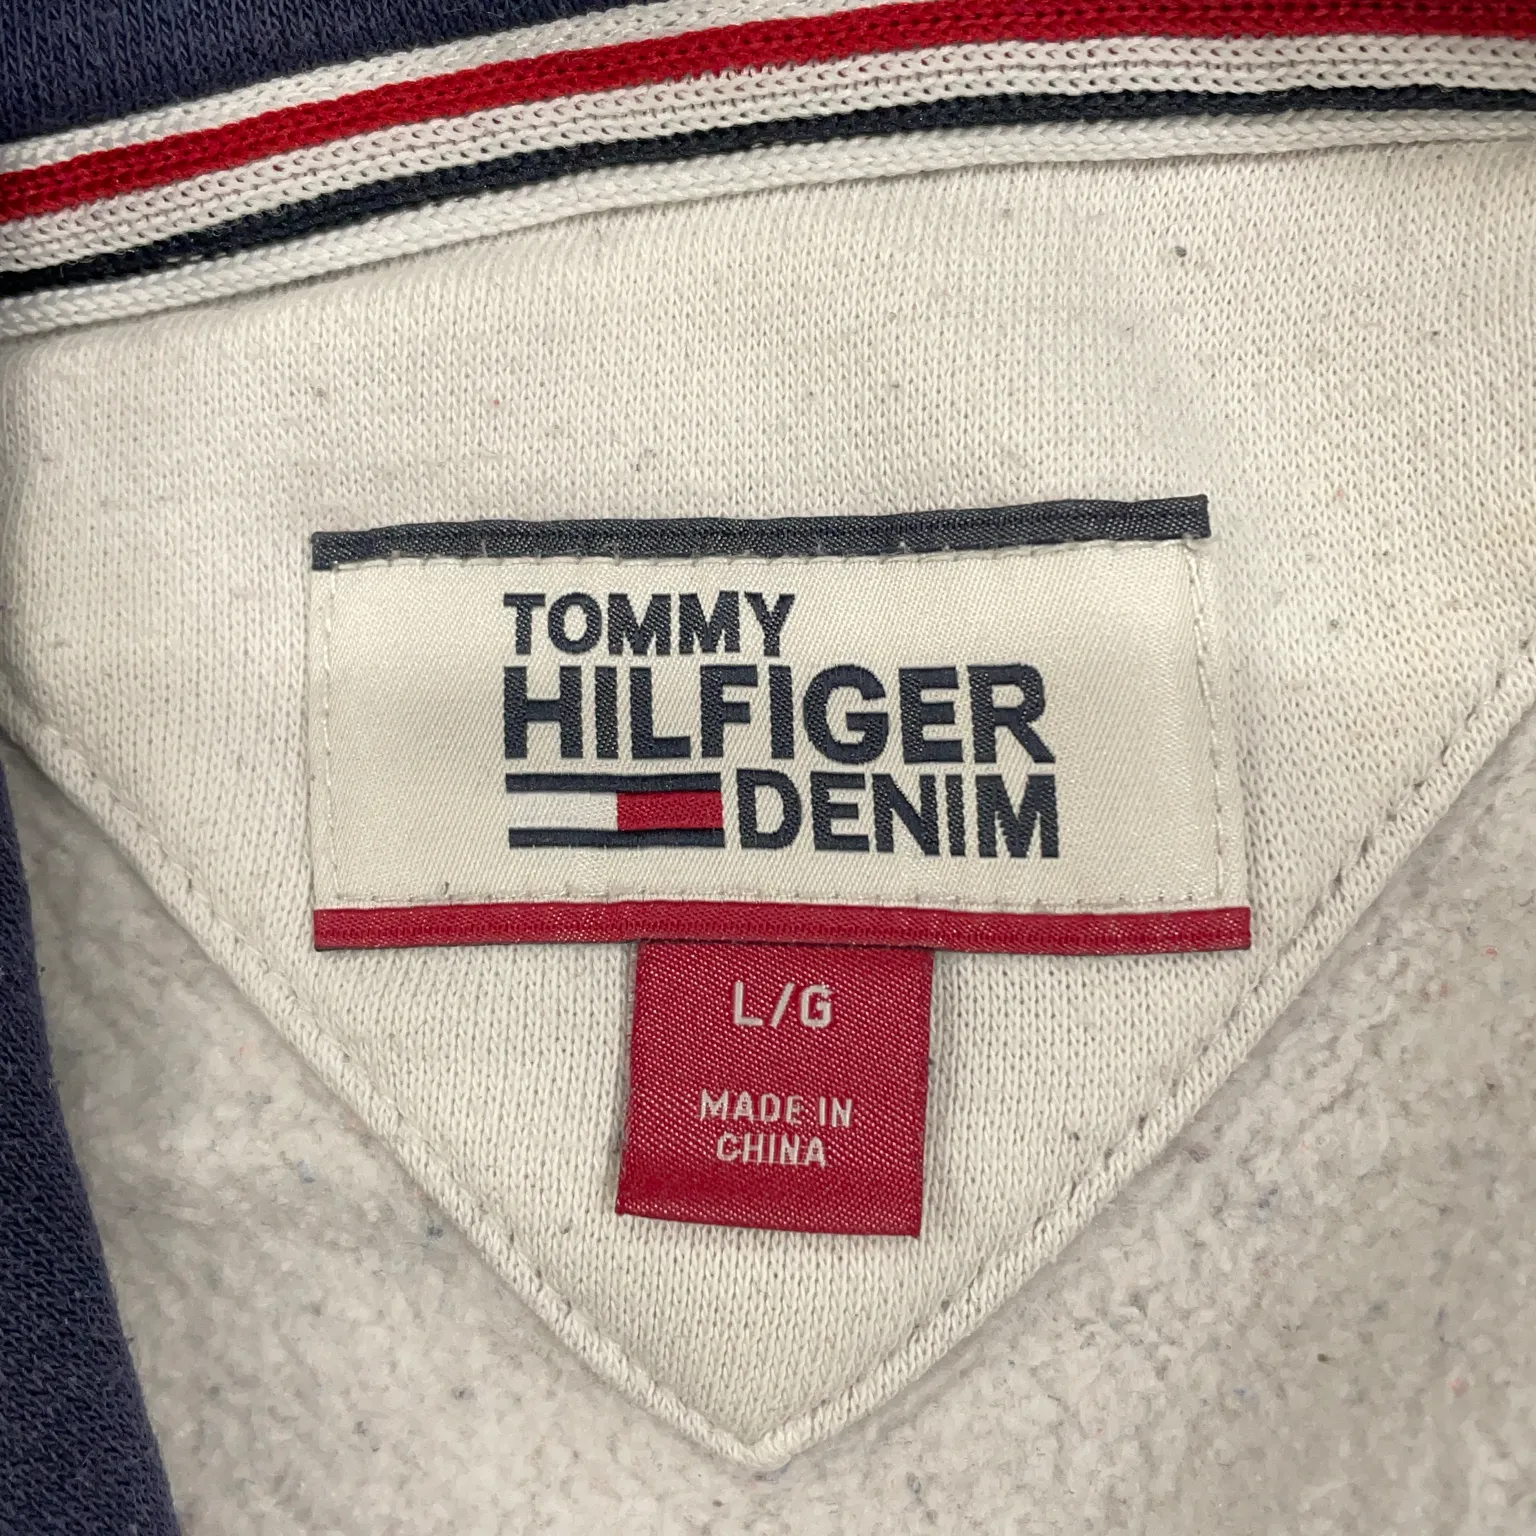 TOMMY
HILFIGER
DENIM
L/G
MADE IN
CHINA